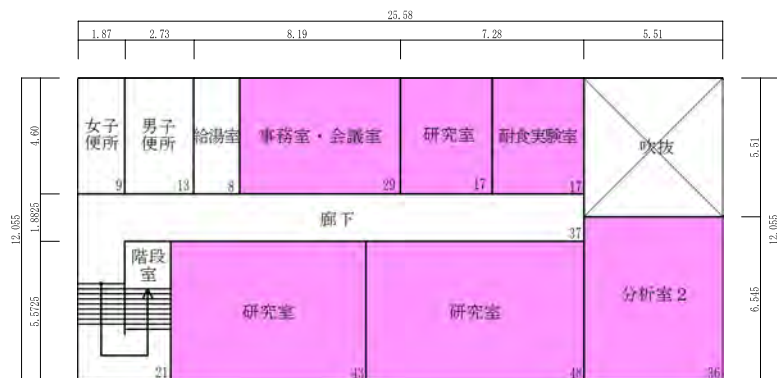 25.58
1.87
2.73
8.19
7.28
5.51
12.055
4.60
1.8825
5.5725
5.51
6.545
12.055
女子
便所
9
男子
便所
13
給湯室
8
事務室・会議室
29
研究室
17
耐食実験室
17
吹抜
廊下
37
階段
室
21
研究室
43
研究室
48
分析室2
36